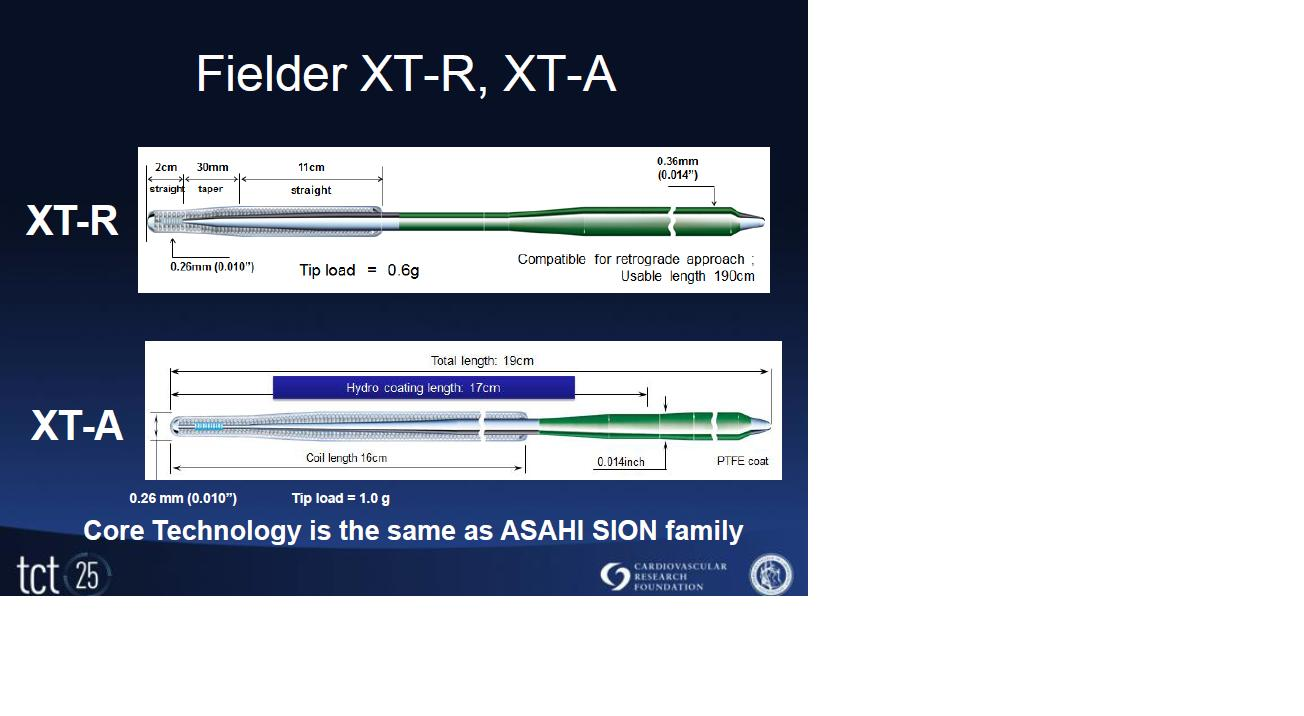 Fielder XT-R, XT-A
2cm 30mm 11cm
straight taper straight
0.36mm
(0.014”)
XT-R
0.26mm (0.010”)
Tip load = 0.6g
Compatible for retrograde approach ;
Usable length 190cm
Total length: 19cm
Hydro coating length: 17cm
XT-A
Coil length 16cm
0.014inch
PTFE coat
0.26 mm (0.010”) Tip load = 1.0 g
Core Technology is the same as ASAHI SION family
tct 25
CARDIOVASCULAR
RESEARCH
FOUNDATION